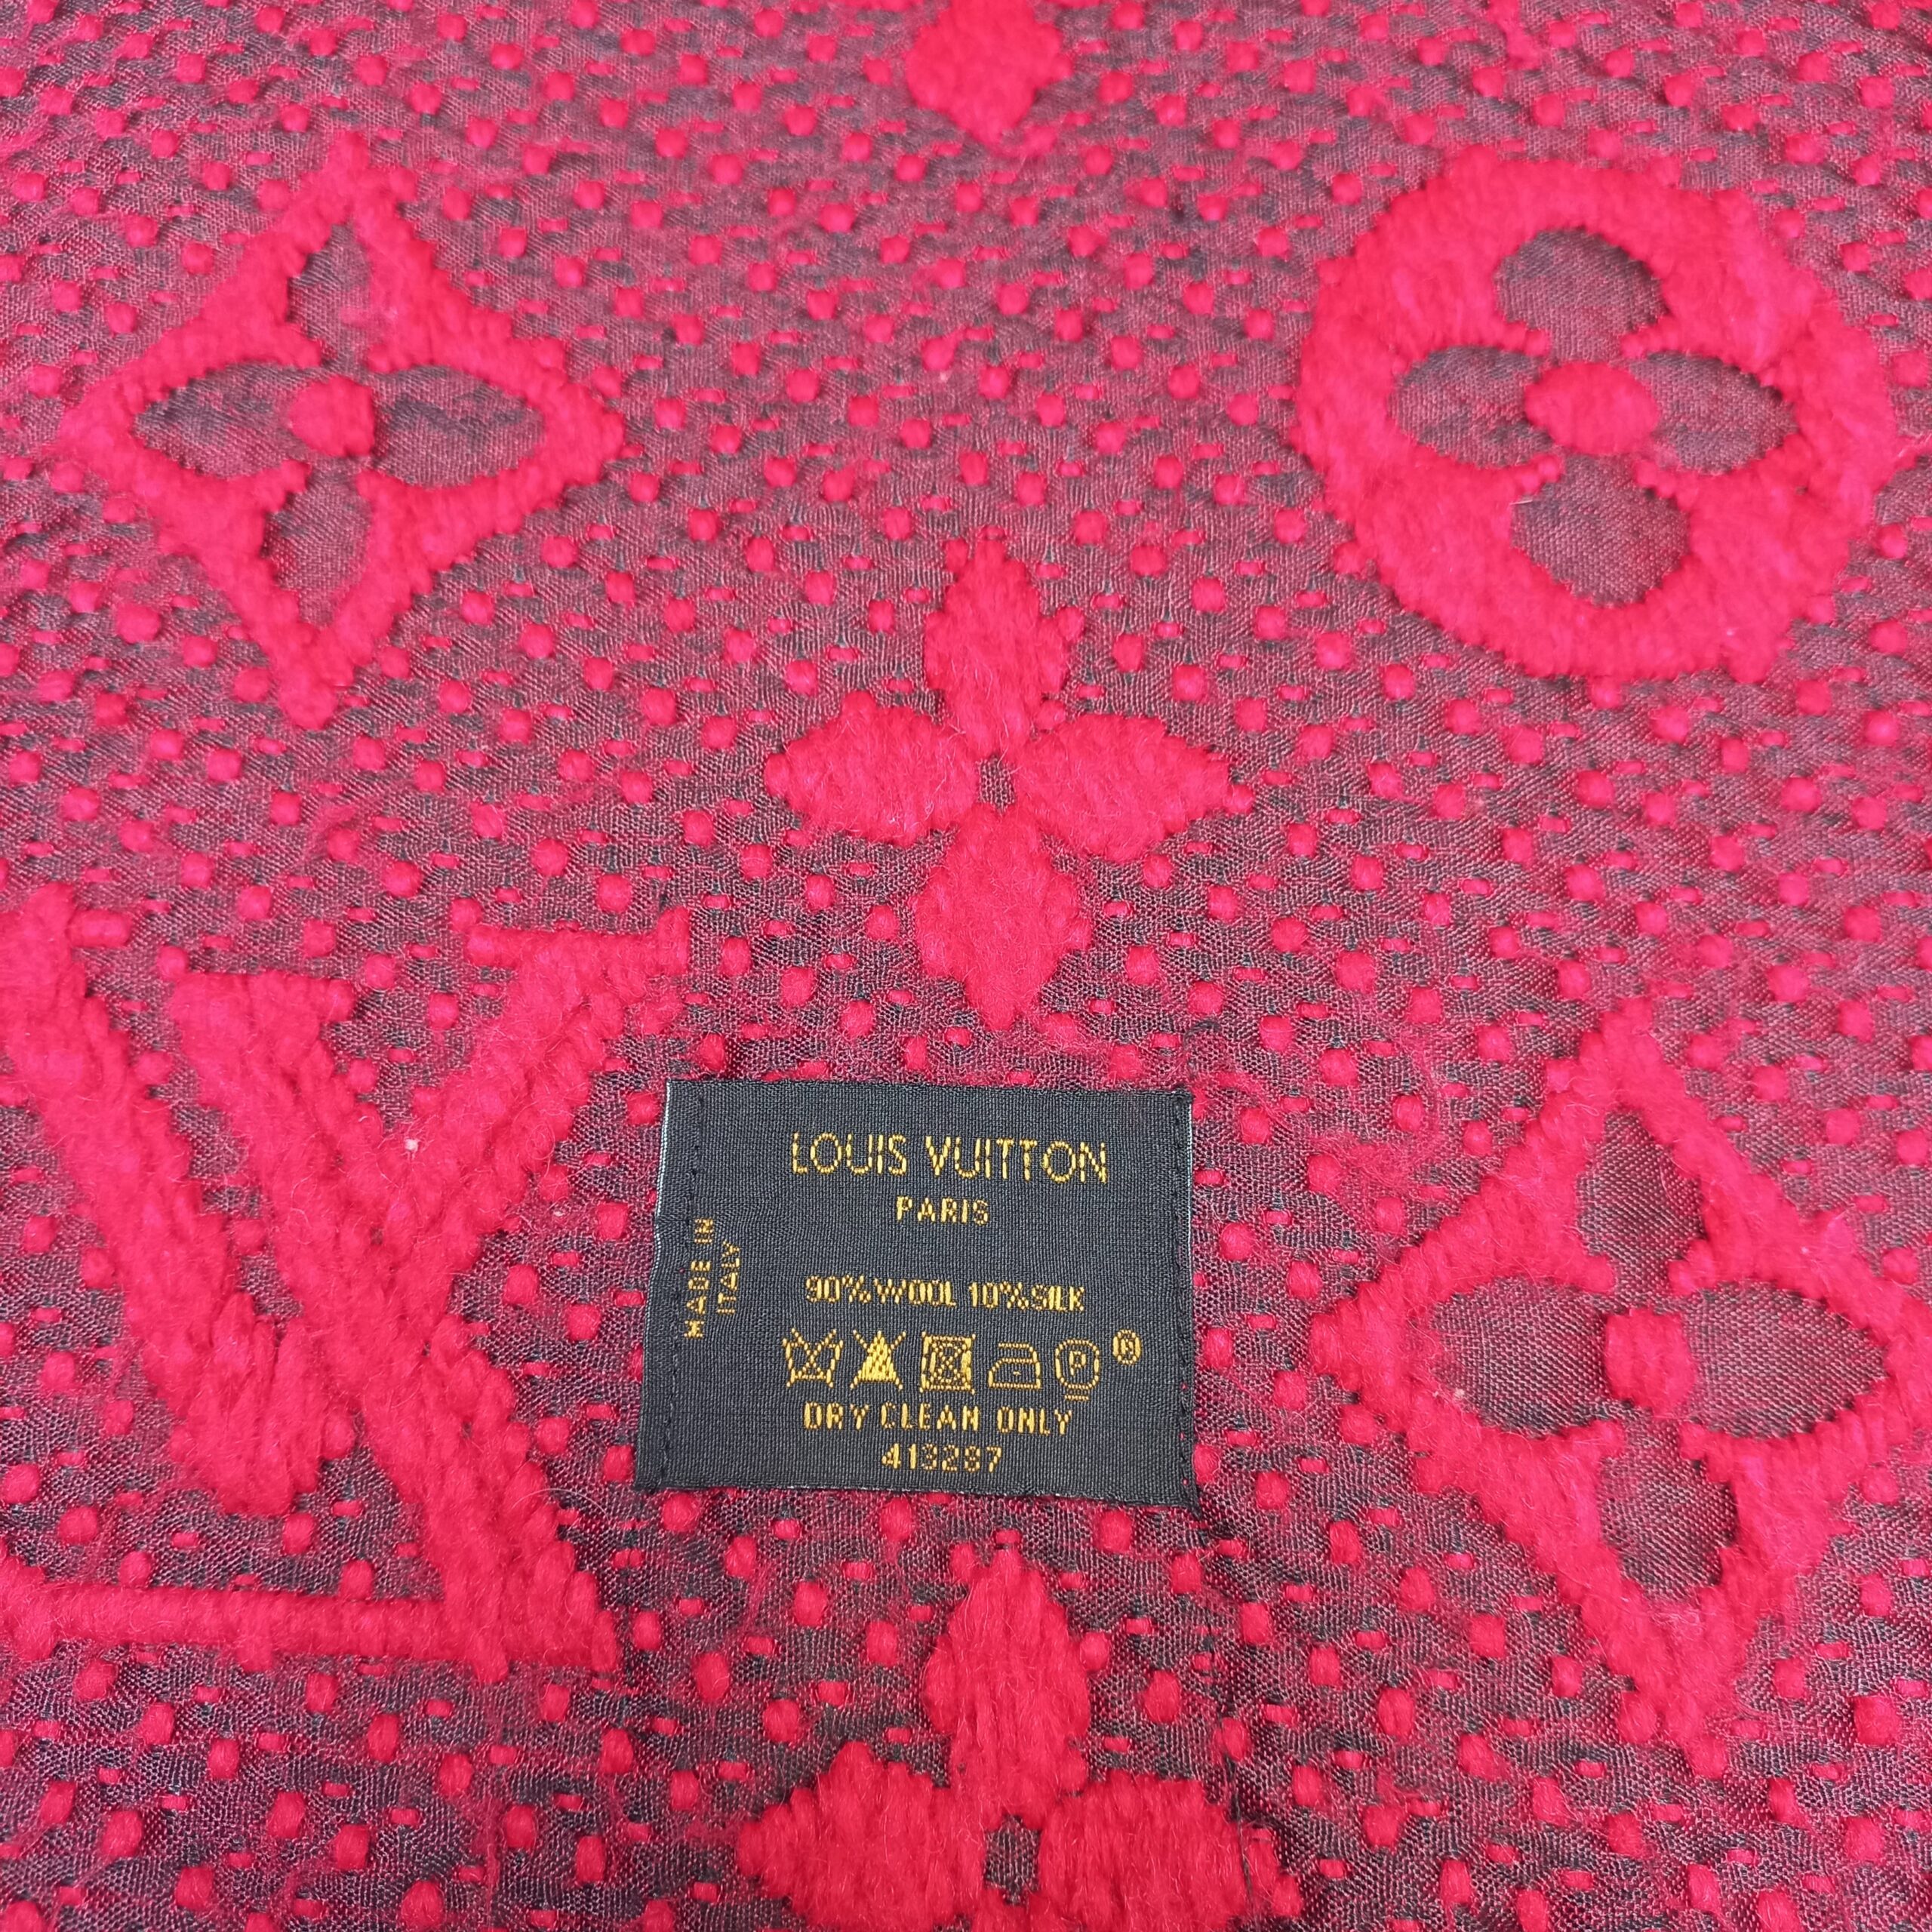 LOUIS VUITTON
PARIS
MADE IN
ITALY
90% WOOL 10% SILK
P
®
DRY CLEAN ONLY
413287